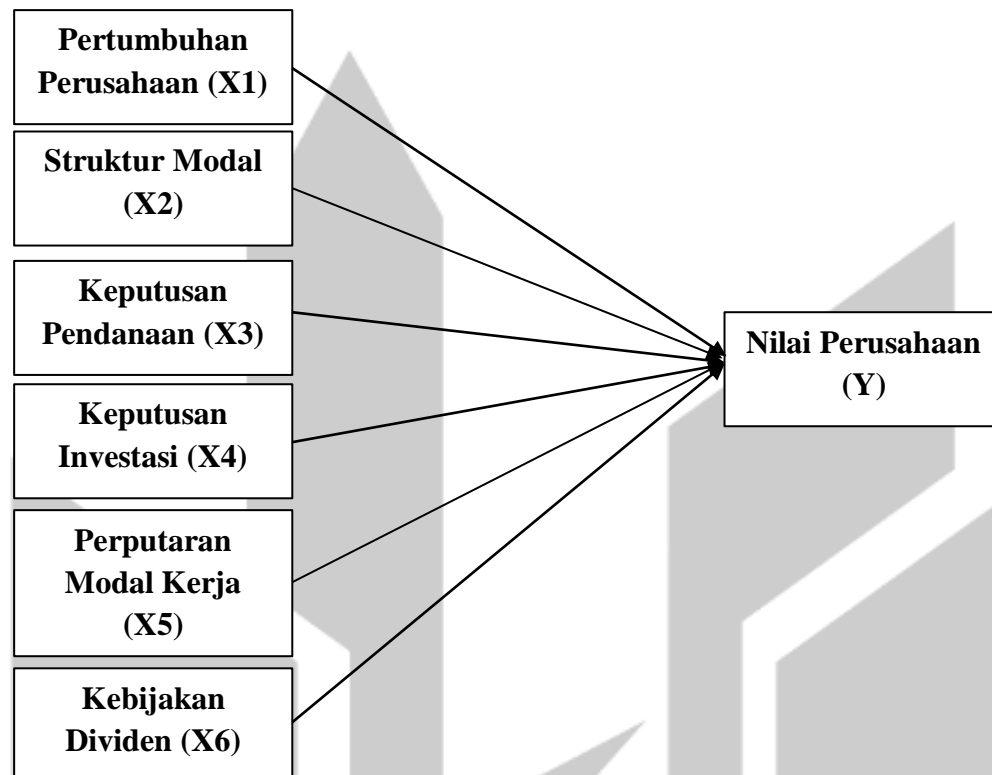 Pertumbuhan
Perusahaan (X1)
Struktur Modal
(X2)
Keputusan
Pendanaan (X3)
Keputusan
Investasi (X4)
Perputaran
Modal Kerja
(X5)
Kebijakan
Dividen (X6)
Nilai Perusahaan
(Y)